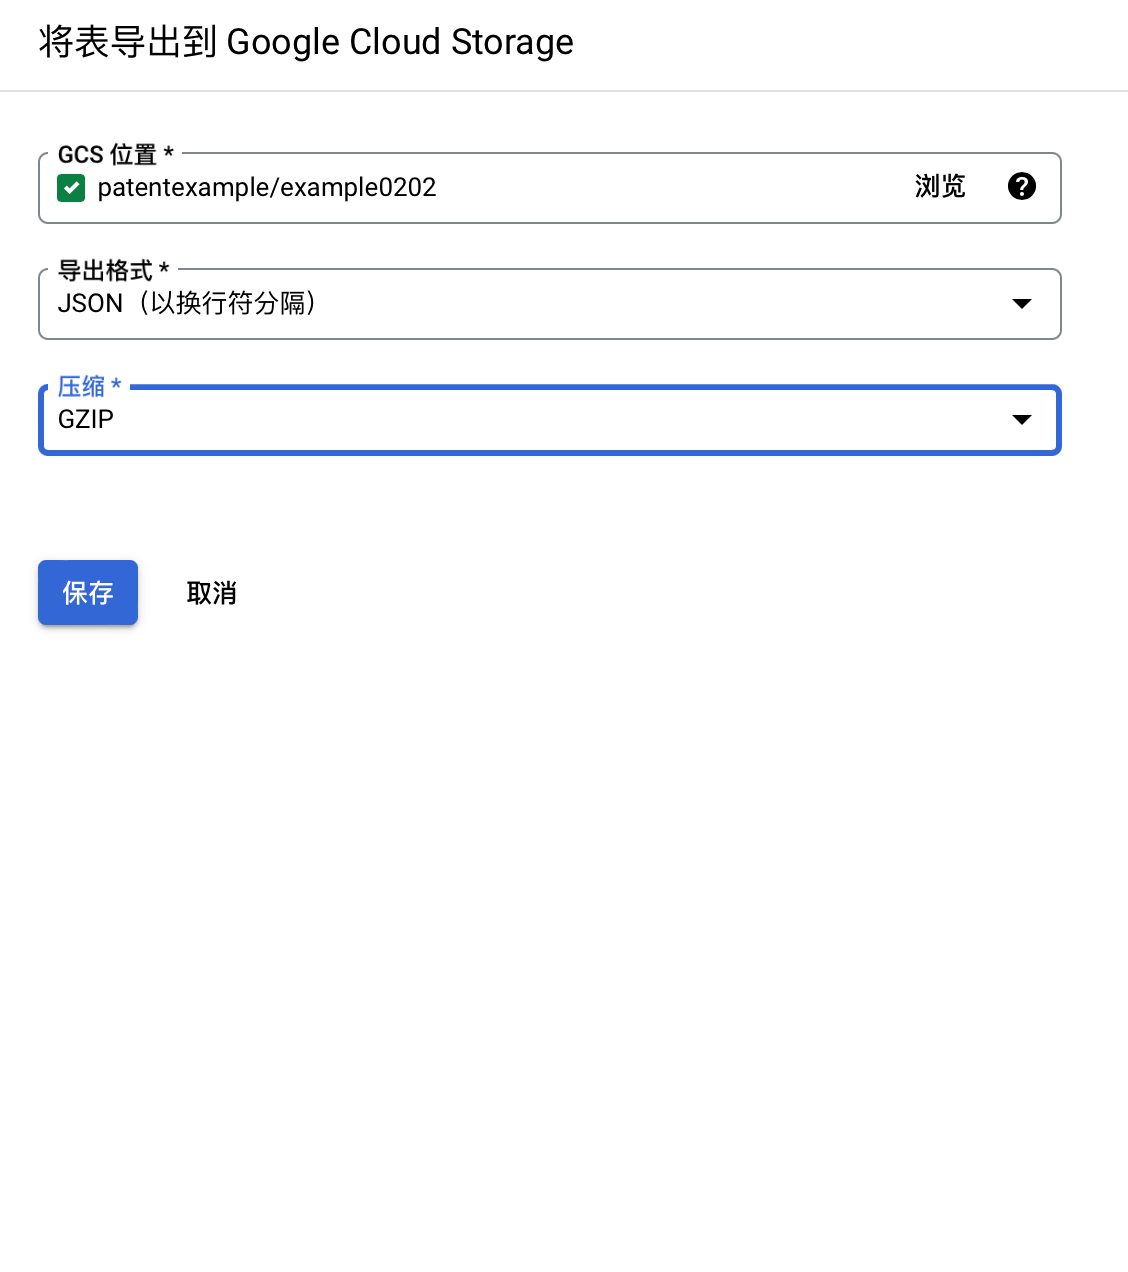 将表导出到 Google Cloud Storage
GCS 位置 *
patentexample/example0202 浏览
导出格式 *
JSON（以换行符分隔）
压缩 *
GZIP
保存 取消